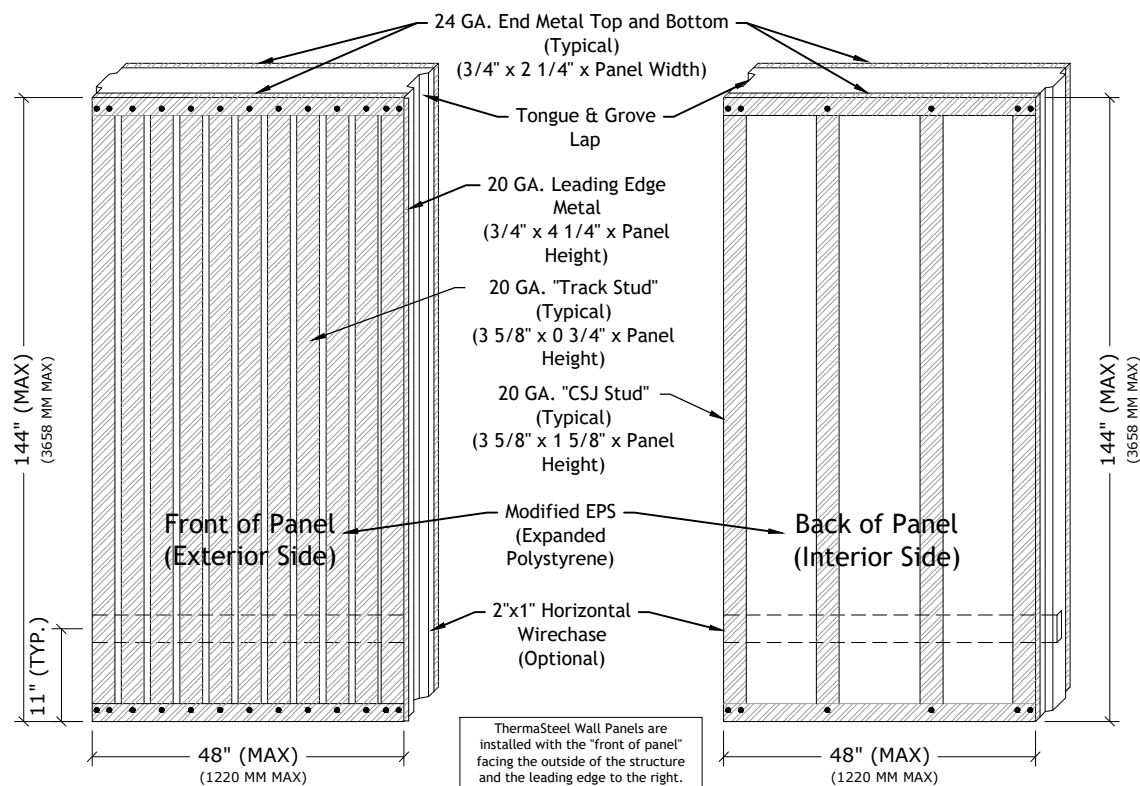 24 GA. End Metal Top and Bottom
(Typical)
(3/4" x 2 1/4" x Panel Width)
Tongue & Grove
Lap
20 GA. Leading Edge
Metal
(3/4" x 4 1/4" x Panel
Height)
20 GA. "Track Stud"
(Typical)
(3 5/8" x 0 3/4" x Panel
Height)
20 GA. "CSJ Stud"
(Typical)
(3 5/8" x 1 5/8" x Panel
Height)
Modified EPS
(Expanded
Polystyrene)
2"x1" Horizontal
Wirechase
(Optional)
Front of Panel
(Exterior Side)
Back of Panel
(Interior Side)
144" (MAX)
(3658 MM MAX)
11" (TYP.)
48" (MAX)
(1220 MM MAX)
144" (MAX)
(3658 MM MAX)
48" (MAX)
(1220 MM MAX)
ThermaSteel Wall Panels are
installed with the "front of panel"
facing the outside of the structure
and the leading edge to the right.